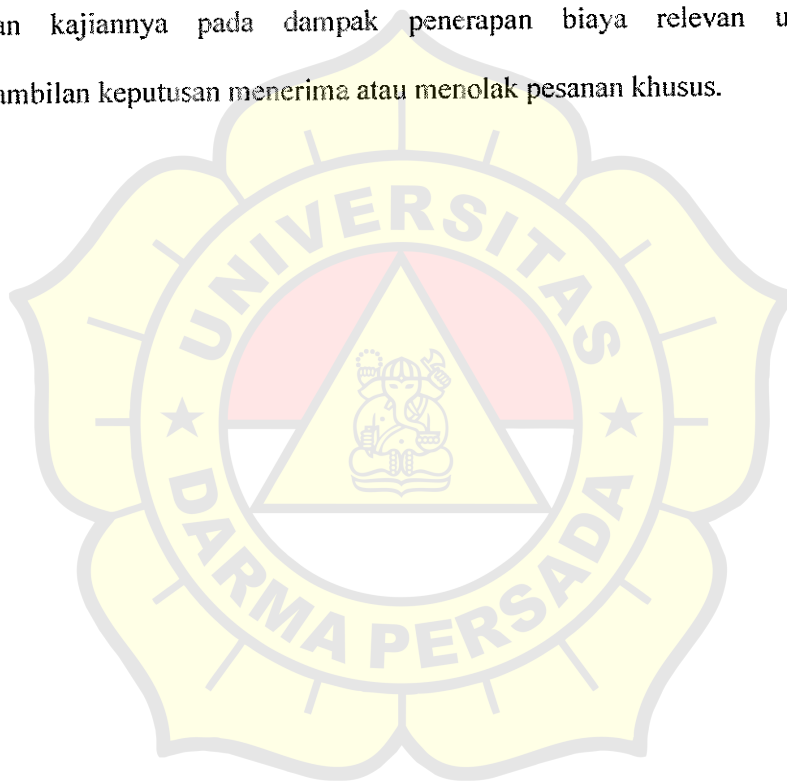 an kajiannya pada dampak penerapan biaya relevan u
ambilan keputusan menerima atau menolak pesanan khusus.
UNIVERSITAS
DARMA PERSADA